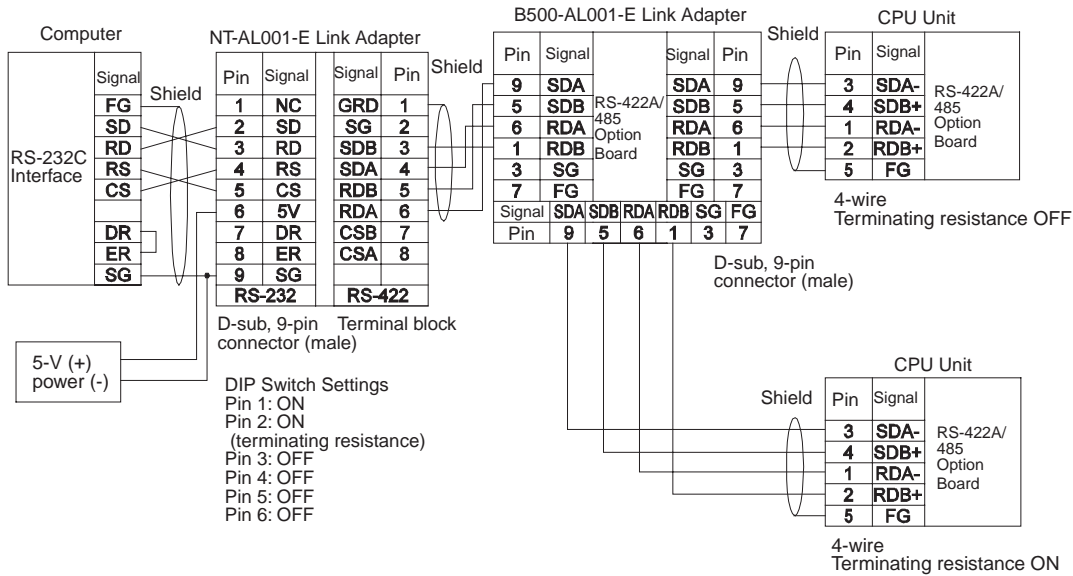 Computer
Signal
FG
SD
RD
RS
CS
DR
ER
SG
RS-232C
Interface
Shield
5-V (+)
power (-)
NT-AL001-E Link Adapter
Pin Signal Signal Pin
1 NC GRD 1
2 SD SG 2
3 RD SDB 3
4 RS SDA 4
5 CS RDB 5
6 5V RDA 6
7 DR CSB 7
8 ER CSA 8
9 SG
RS-232 RS-422
D-sub, 9-pin
connector (male)
Terminal block
DIP Switch Settings
Pin 1: ON
Pin 2: ON
(terminating resistance)
Pin 3: OFF
Pin 4: OFF
Pin 5: OFF
Pin 6: OFF
Shield
B500-AL001-E Link Adapter
Pin Signal Signal Pin
9 SDA SDA 9
5 SDB SDB 5
6 RDA RDA 6
1 RDB RDB 1
3 SG SG 3
7 FG FG 7
RS-422A/
485
Option
Board
Signal SDA SDB RDA RDB SG FG
Pin 9 5 6 1 3 7
D-sub, 9-pin
connector (male)
Shield
CPU Unit
Pin Signal
3 SDA-
4 SDB+
1 RDA-
2 RDB+
5 FG
RS-422A/
485
Option
Board
4-wire
Terminating resistance OFF
CPU Unit
Shield
Pin Signal
3 SDA-
4 SDB+
1 RDA-
2 RDB+
5 FG
RS-422A/
485
Option
Board
4-wire
Terminating resistance ON